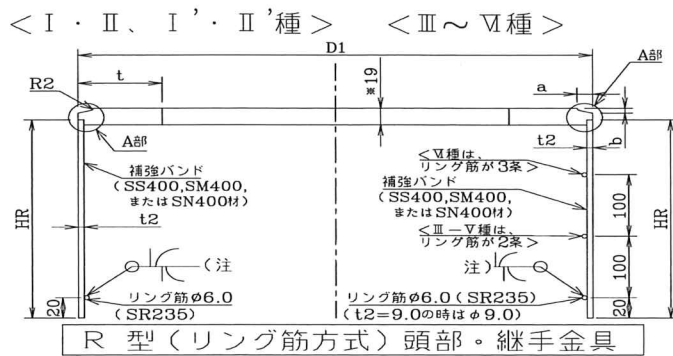 <Ⅰ・Ⅱ、Ⅰ'・Ⅱ'種> <Ⅲ～Ⅵ種>
D1
A部
t
※19
a
R2
t2
b
A部
<Ⅵ種は、
リング筋が3条>
補強バンド
(SS400,SM400,
またはSN400材)
補強バンド
(SS400,SM400,
またはSN400材)
HR
t2
100
HR
<Ⅲ－Ⅴ種は、
リング筋が2条>
(注
注)
100
20
リング筋φ6.0
(SR235)
リング筋φ6.0(SR235)
(t2=9.0の時はφ9.0)
20
R 型(リング筋方式)頭部・継手金具